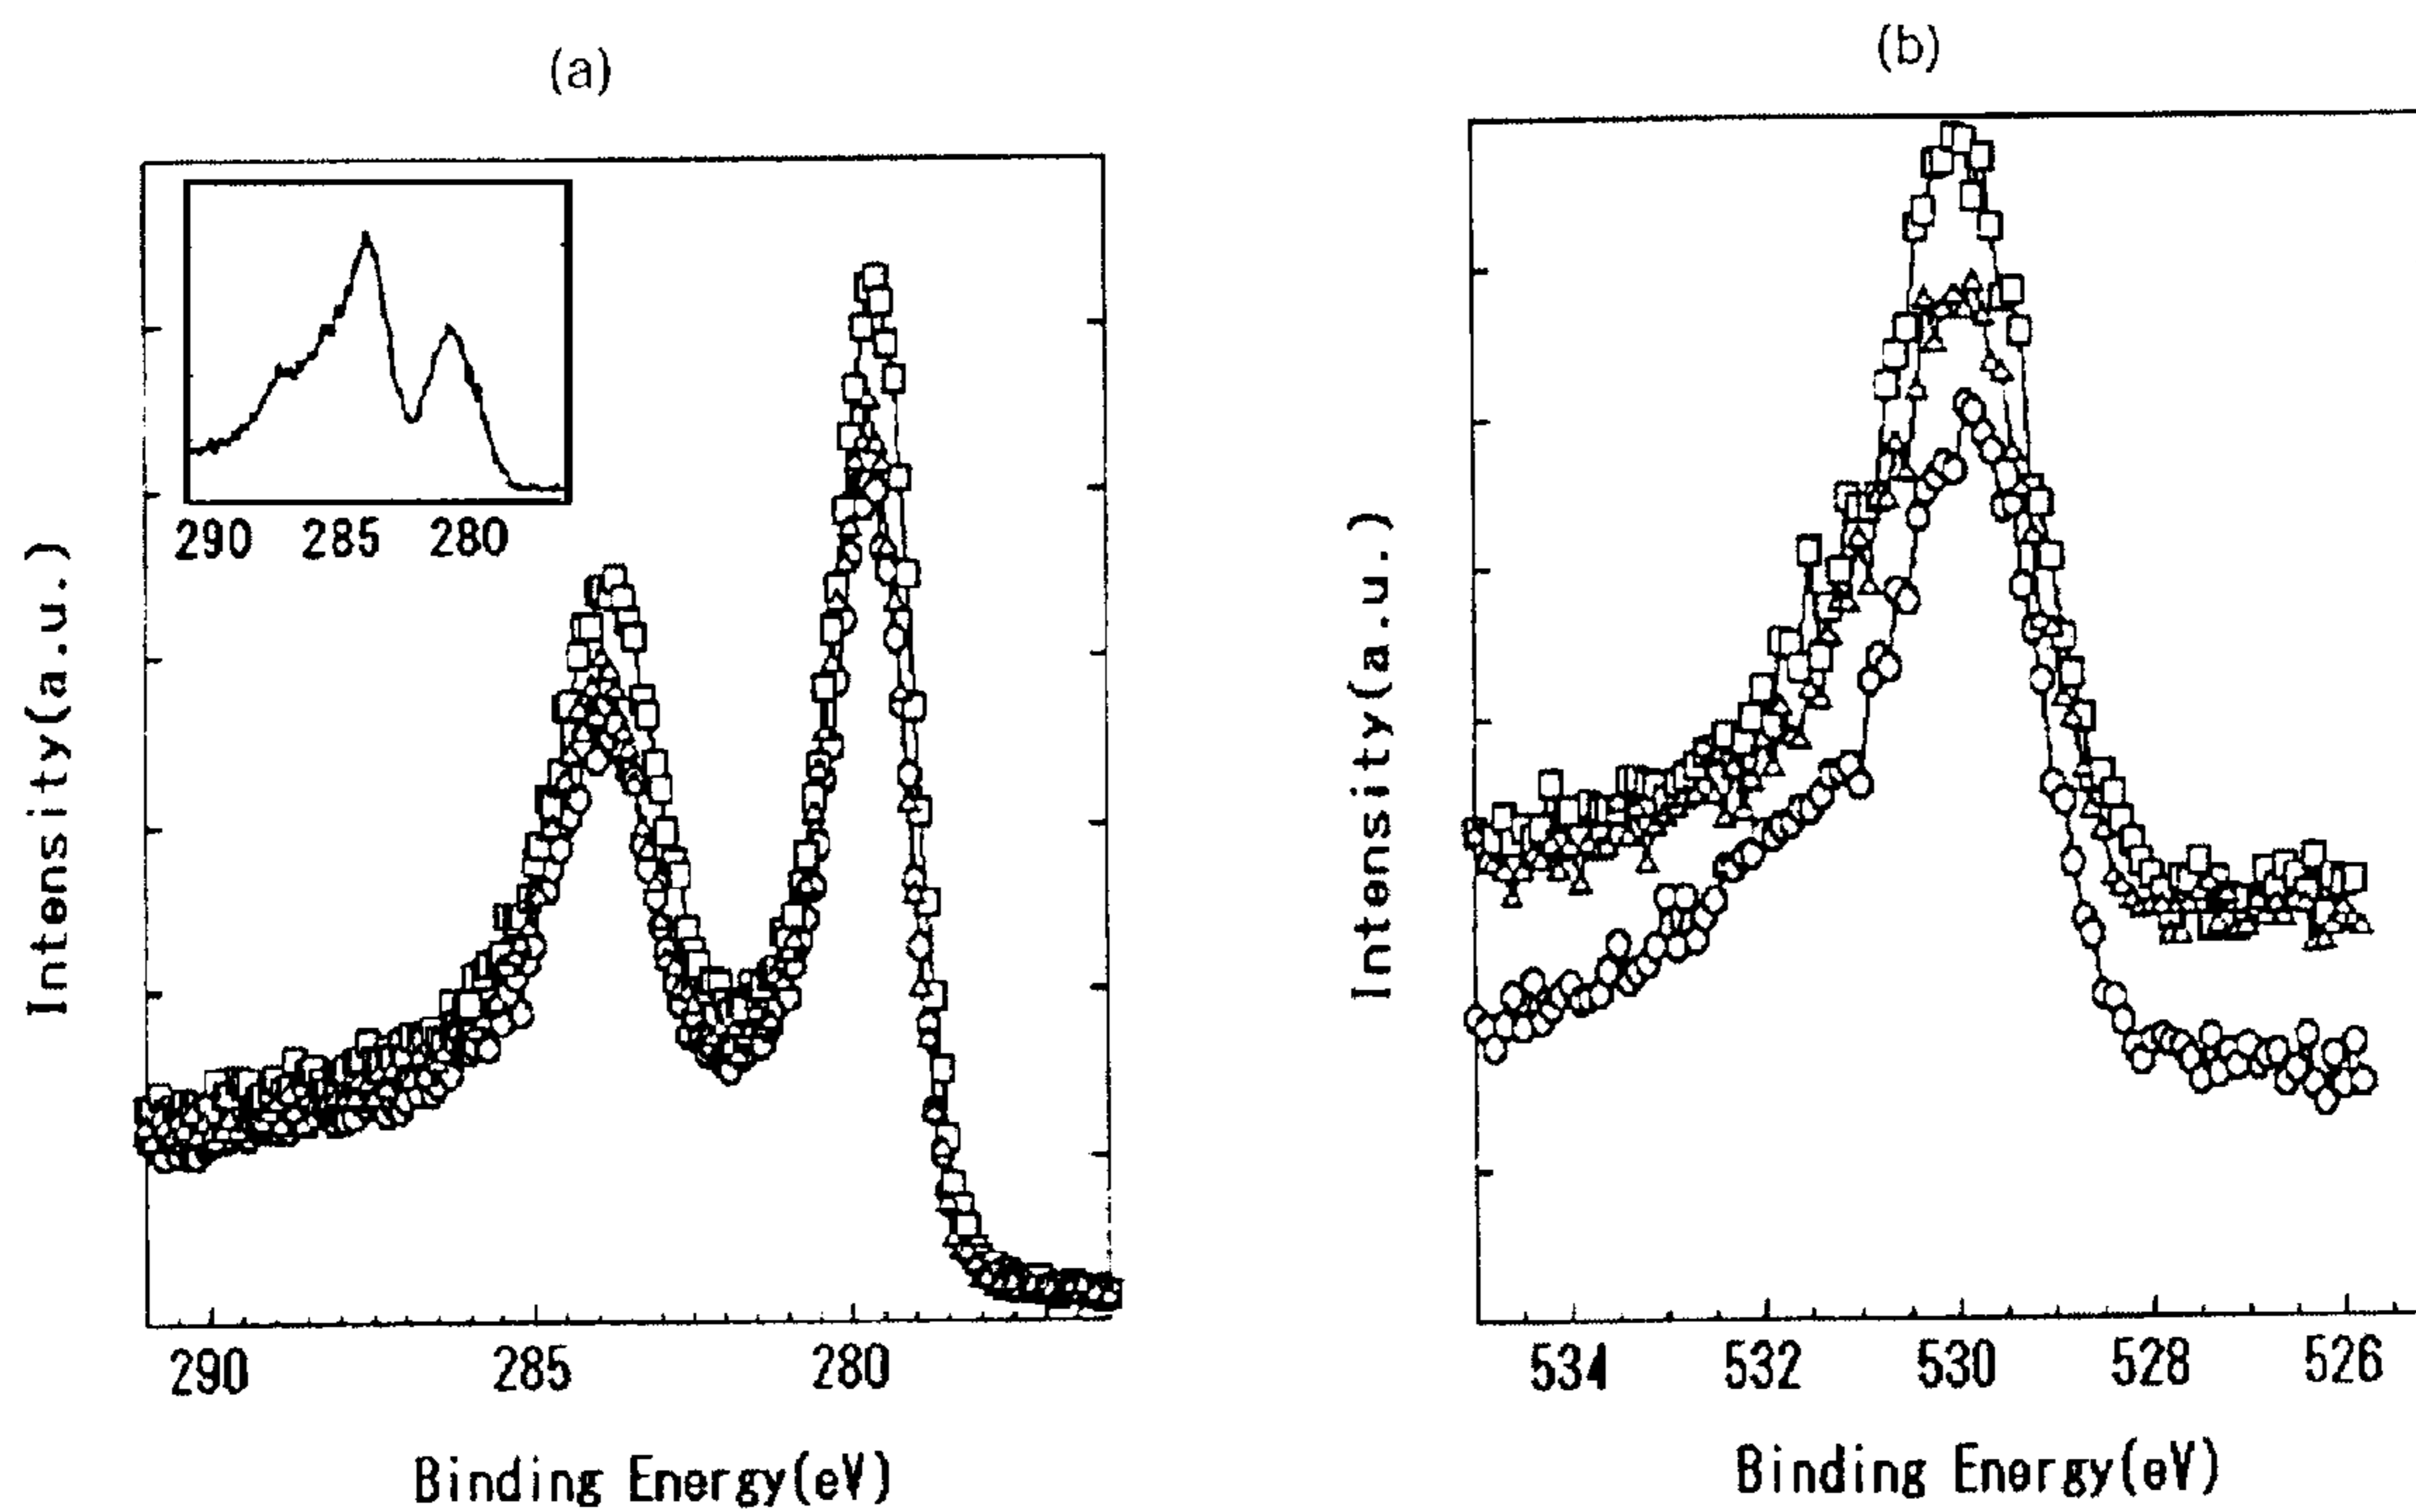 (a)
(b)
290 285 280
Intensity(a.u.)
Intensity(a.u.)
290 285 280
534 532 530 528 526
Binding Energy(eV)
Binding Energy(eV)